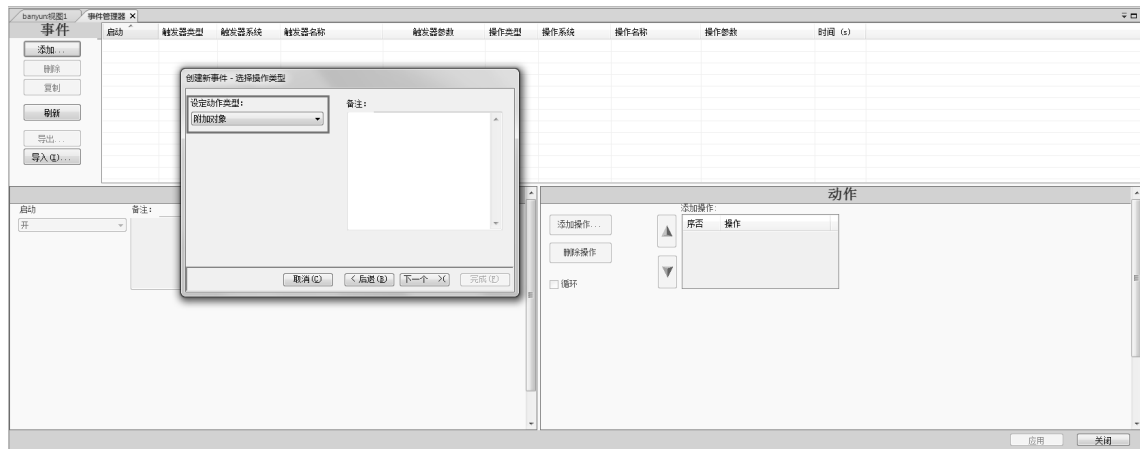 banyun视图1 事件管理器 ×
事件
启动 触发器类型 触发器系统 触发器名称 触发器参数 操作类型 操作系统 操作名称 操作参数 时间 (s)
添加...
删除
复制
刷新
导出...
导入(I)...
创建新事件 - 选择操作类型
设定动作类型:
附加对象
备注:
取消(C) < 后退(B) 下一个 >( 完成(F)
启动
开
备注:
动作
添加操作...
删除操作
循环
添加操作:
序否 操作
应用 关闭